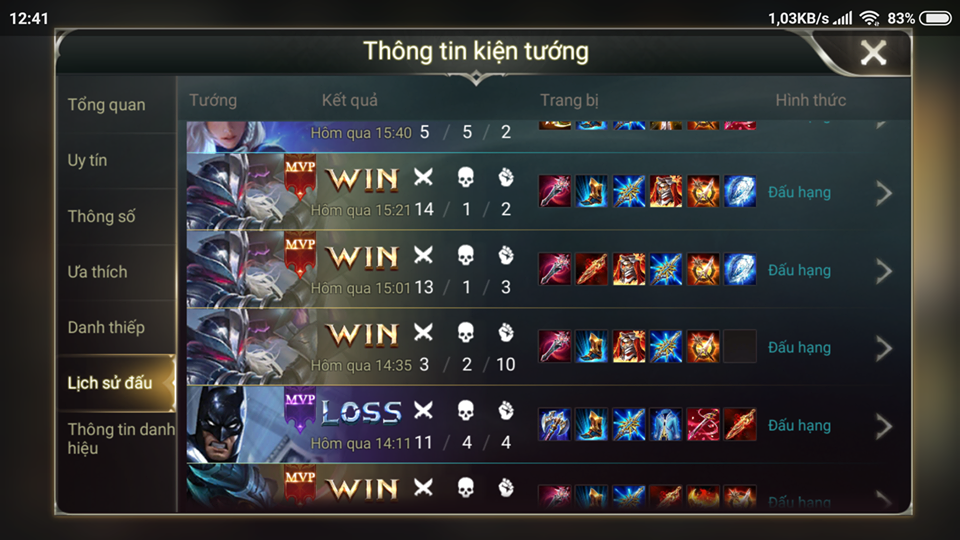 12:41 1,03KB/s 83%
Thông tin kiện tướng
Tổng quan
Uy tín
Thông số
Ưa thích
Danh thiếp
Lịch sử đấu
Thông tin danh
hiệu
Tướng Kết quả Trang bị Hình thức
Hôm qua 15:40 5 / 5 / 2
MVP WIN
Hôm qua 15:21 14 / 1 / 2
Đấu hạng
MVP WIN
Hôm qua 15:01 13 / 1 / 3
Đấu hạng
WIN
Hôm qua 14:35 3 / 2 / 10
Đấu hạng
MVP LOSS
Hôm qua 14:11 11 / 4 / 4
Đấu hạng
MVP WIN
Đấu hạng